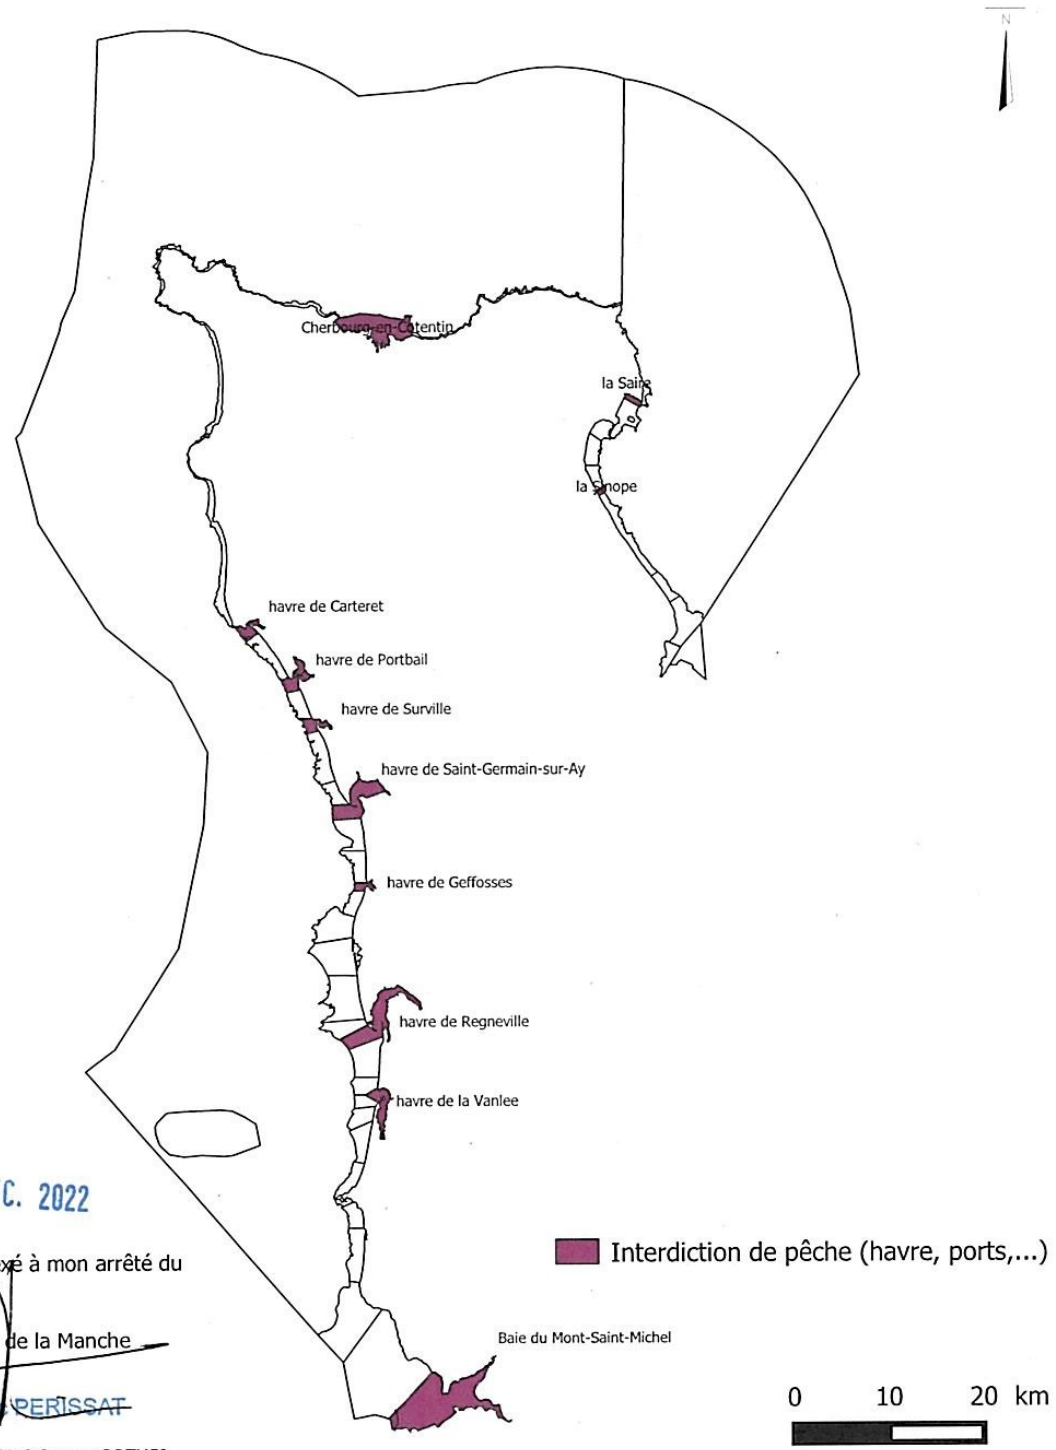 N
Cherbourg-en-Cotentin
la Saire
la Sinope
havre de Carteret
havre de Portbail
havre de Surville
havre de Saint-Germain-sur-Ay
havre de Geffosses
havre de Regneville
havre de la Vanlee
C. 2022
xé à mon arrêté du
Interdiction de pêche (havre, ports,...)
de la Manche
Baie du Mont-Saint-Michel
PERISSAT
0 10 20 km